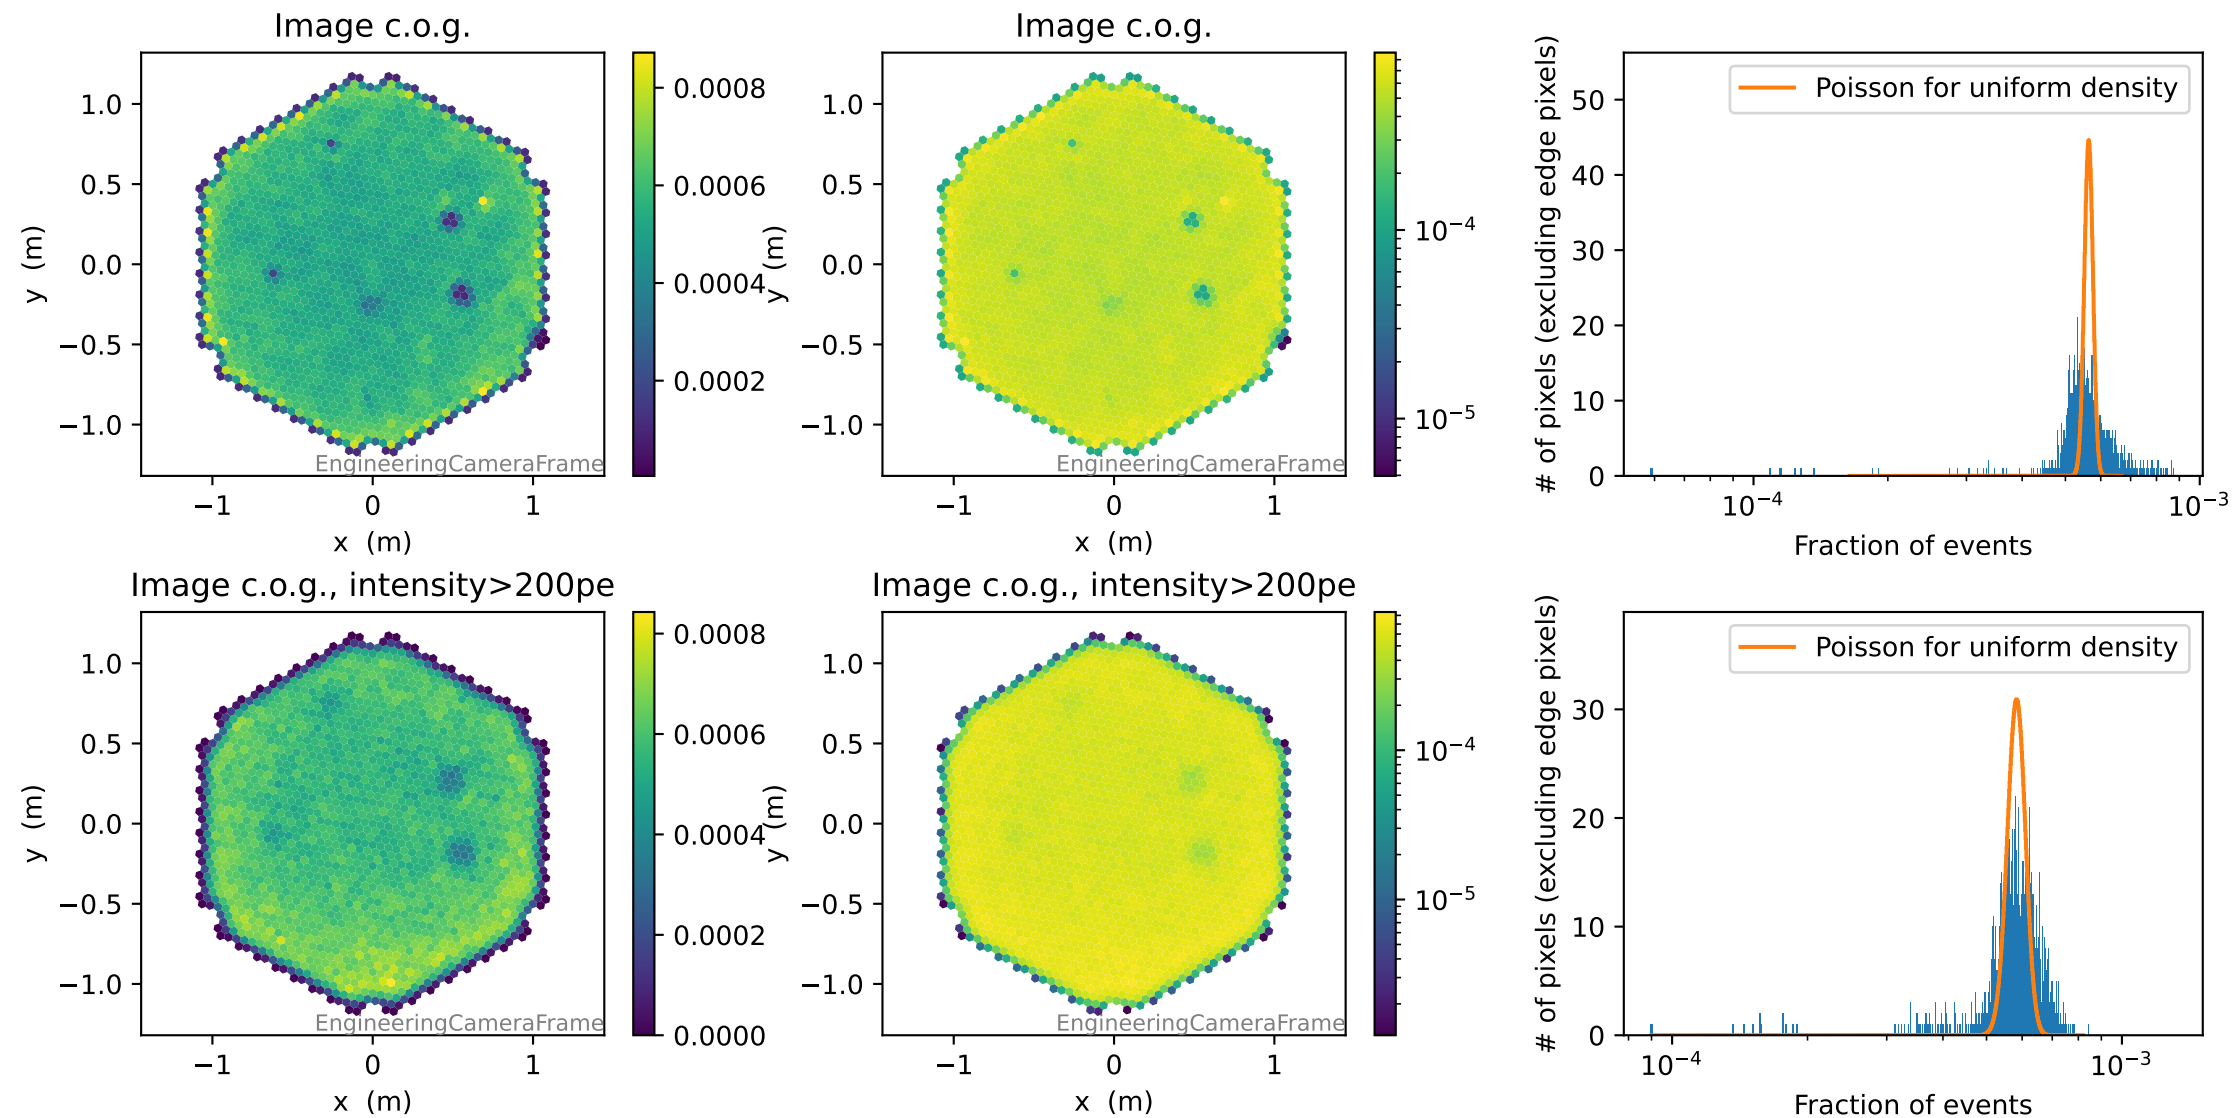 Image c.o.g.
1.0
0.5
0.0
−0.5
−1.0
y (m)
−1
0
1
x (m)
EngineeringCameraFrame
0.0008
0.0006
0.0004
0.0002
Image c.o.g.
1.0
0.5
0.0
−0.5
−1.0
y (m)
−1
0
1
x (m)
EngineeringCameraFrame
10⁻⁴
10⁻⁵
# of pixels (excluding edge pixels)
50
40
30
20
10
0
Poisson for uniform density
10⁻⁴
10⁻³
Fraction of events
Image c.o.g., intensity>200pe
1.0
0.5
0.0
−0.5
−1.0
y (m)
−1
0
1
x (m)
EngineeringCameraFrame
0.0008
0.0006
0.0004
0.0002
0.0000
Image c.o.g., intensity>200pe
1.0
0.5
0.0
−0.5
−1.0
y (m)
−1
0
1
x (m)
EngineeringCameraFrame
10⁻⁴
10⁻⁵
# of pixels (excluding edge pixels)
30
20
10
0
Poisson for uniform density
10⁻⁴
10⁻³
Fraction of events